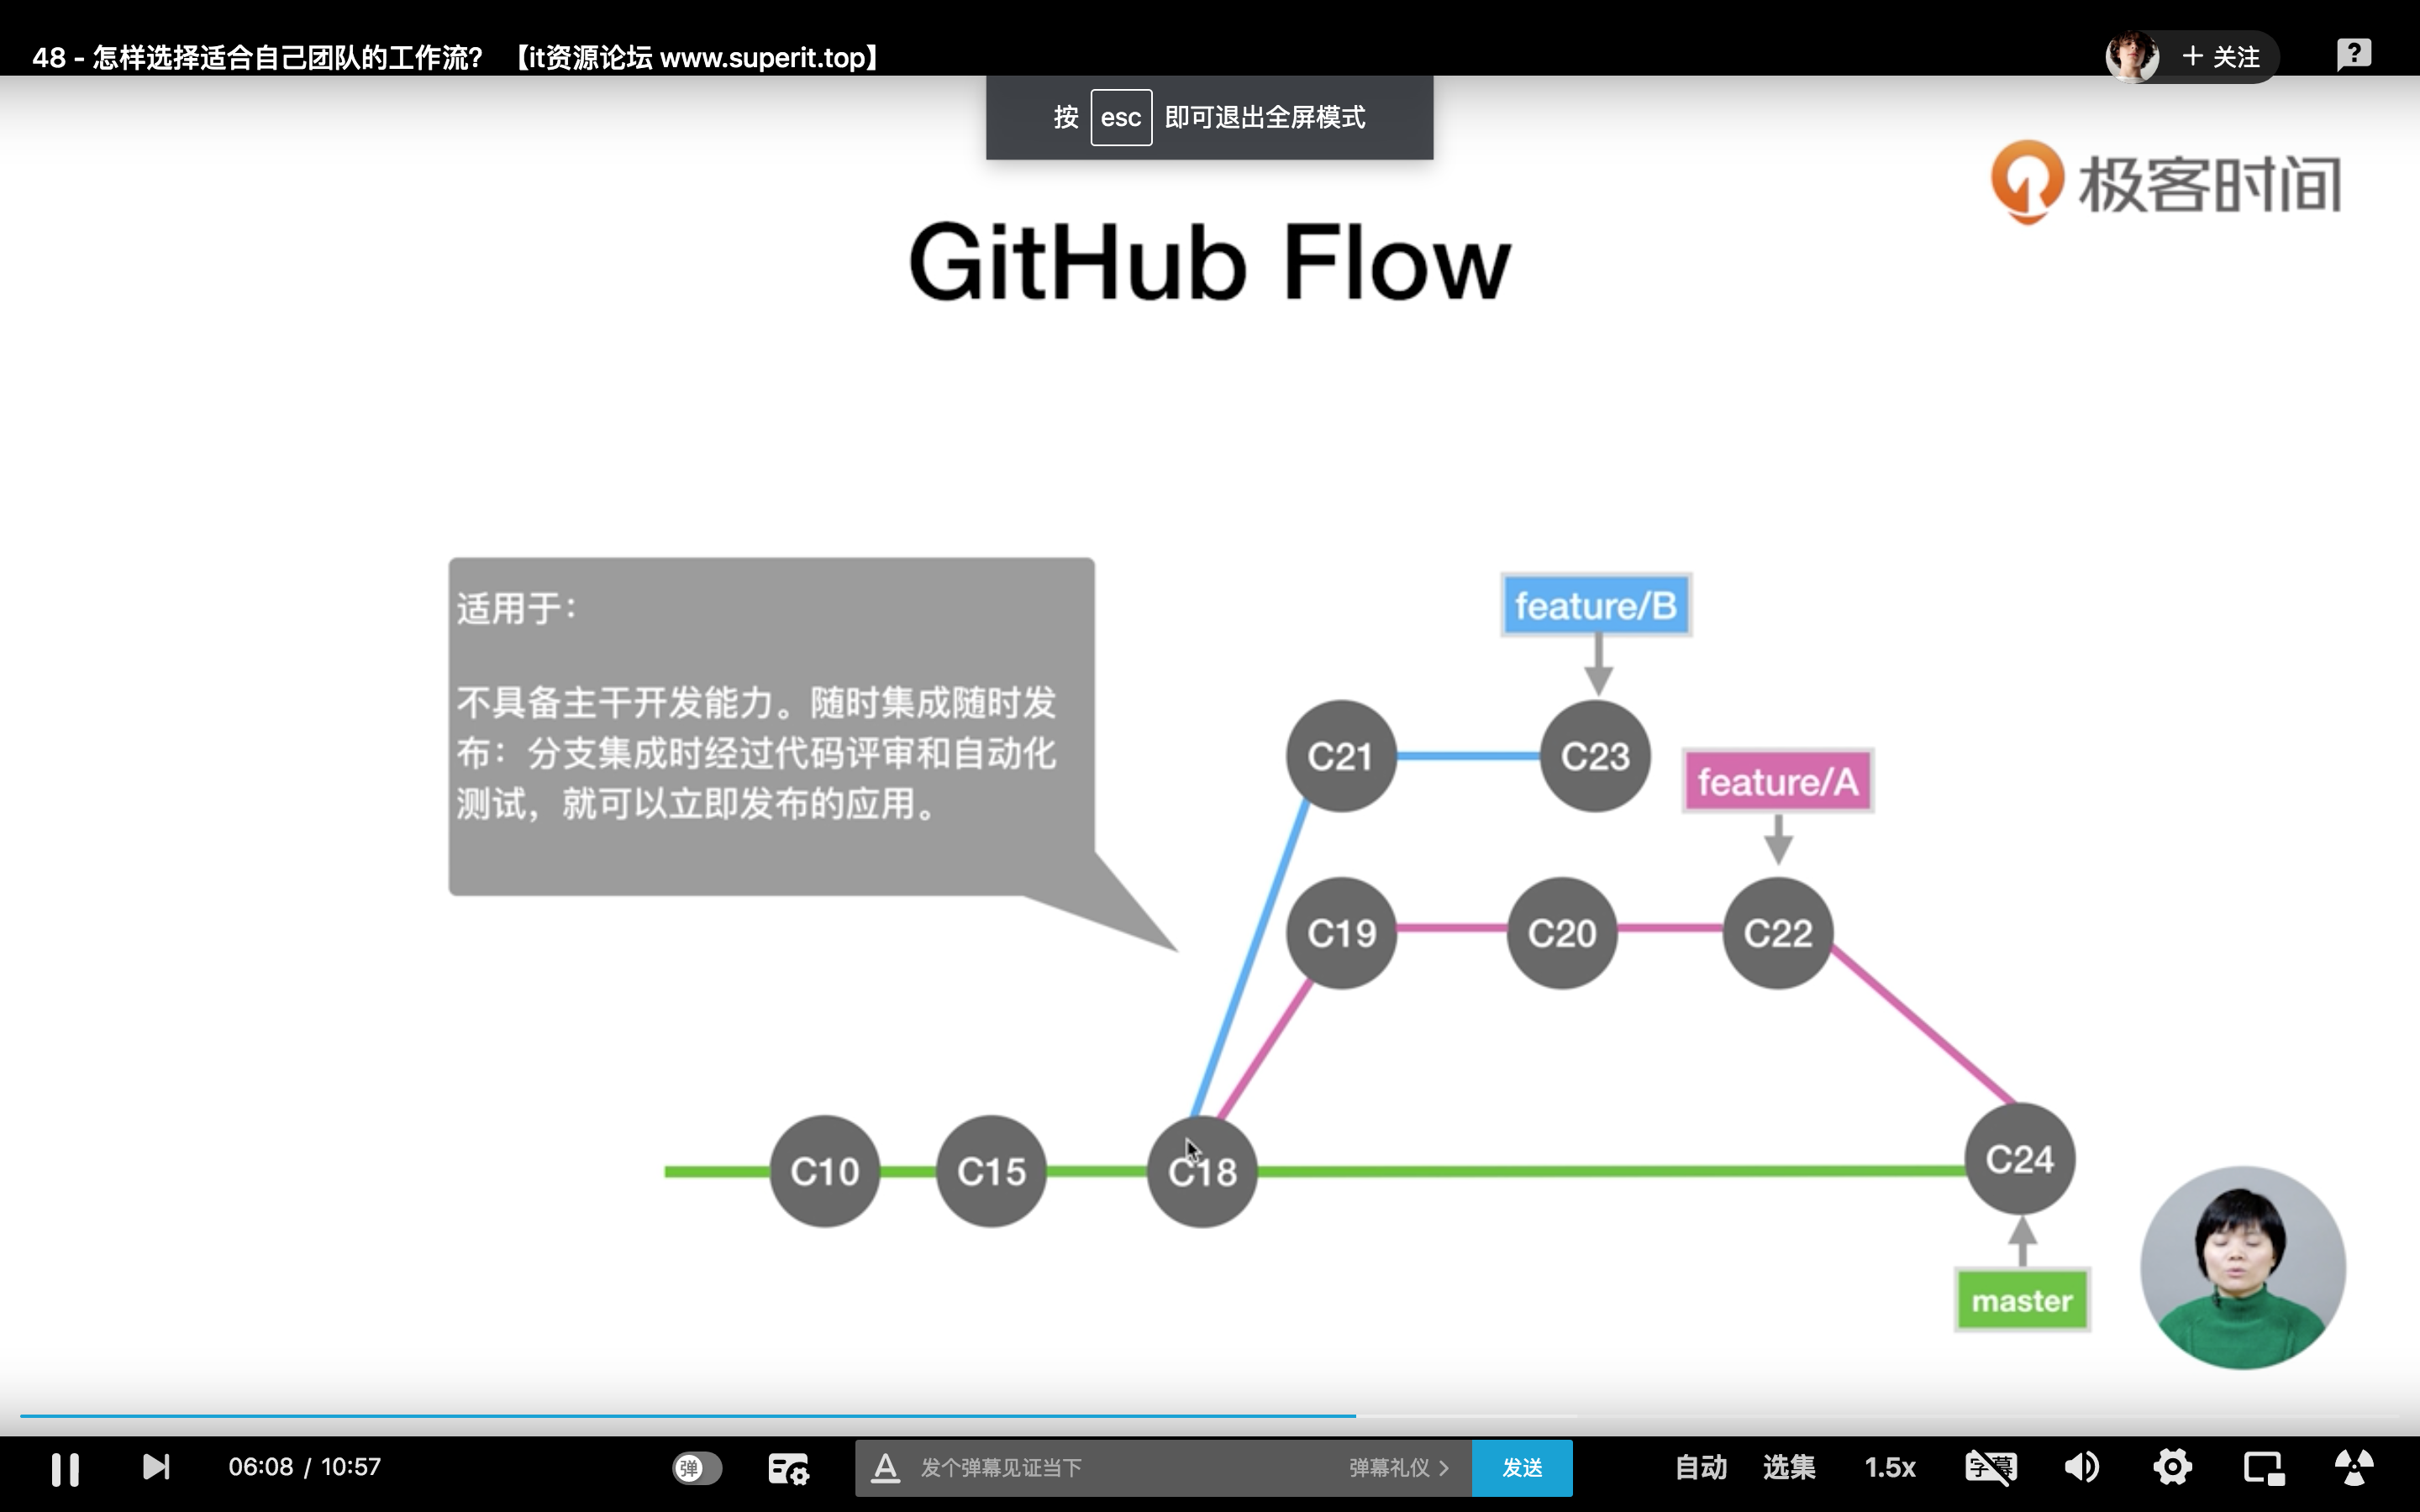 48 - 怎样选择适合自己团队的工作流? 【it资源论坛 www.superit.top】
+ 关注
?
按 esc 即可退出全屏模式
极客时间
GitHub Flow
适用于：
不具备主干开发能力。随时集成随时发
布：分支集成时经过代码评审和自动化
测试，就可以立即发布的应用。
feature/B
C21
C23
feature/A
C19
C20
C22
C10
C15
C18
C24
master
06:08 / 10:57
弹
A
发个弹幕见证当下
弹幕礼仪 >
发送
自动
选集
1.5x
字幕